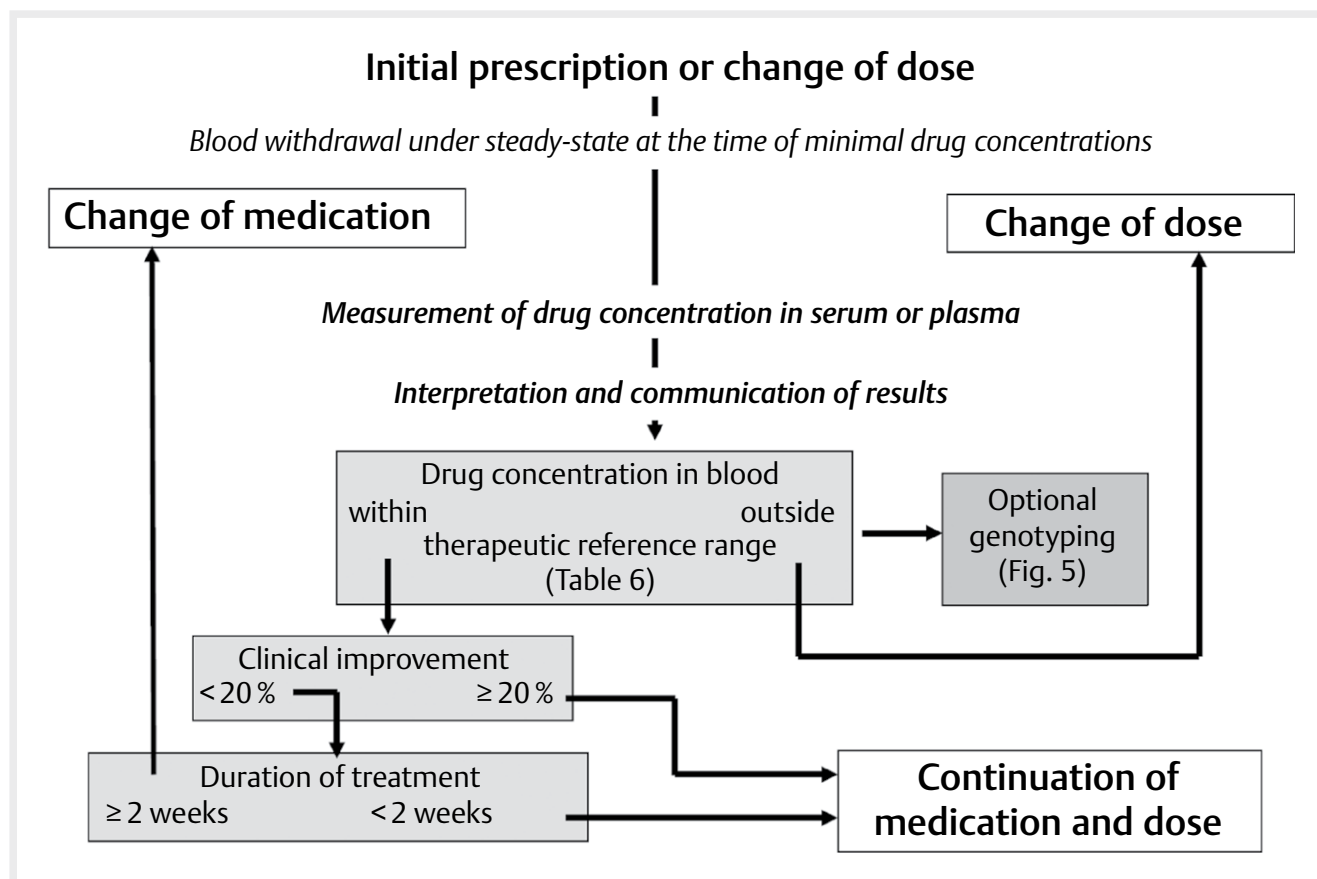 Initial prescription or change of dose
Blood withdrawal under steady-state at the time of minimal drug concentrations
Change of medication
Change of dose
Measurement of drug concentration in serum or plasma
Interpretation and communication of results
Drug concentration in blood
within outside
therapeutic reference range
(Table 6)
Optional
genotyping
(Fig. 5)
Clinical improvement
< 20 % ≥ 20 %
Duration of treatment
≥ 2 weeks < 2 weeks
Continuation of
medication and dose